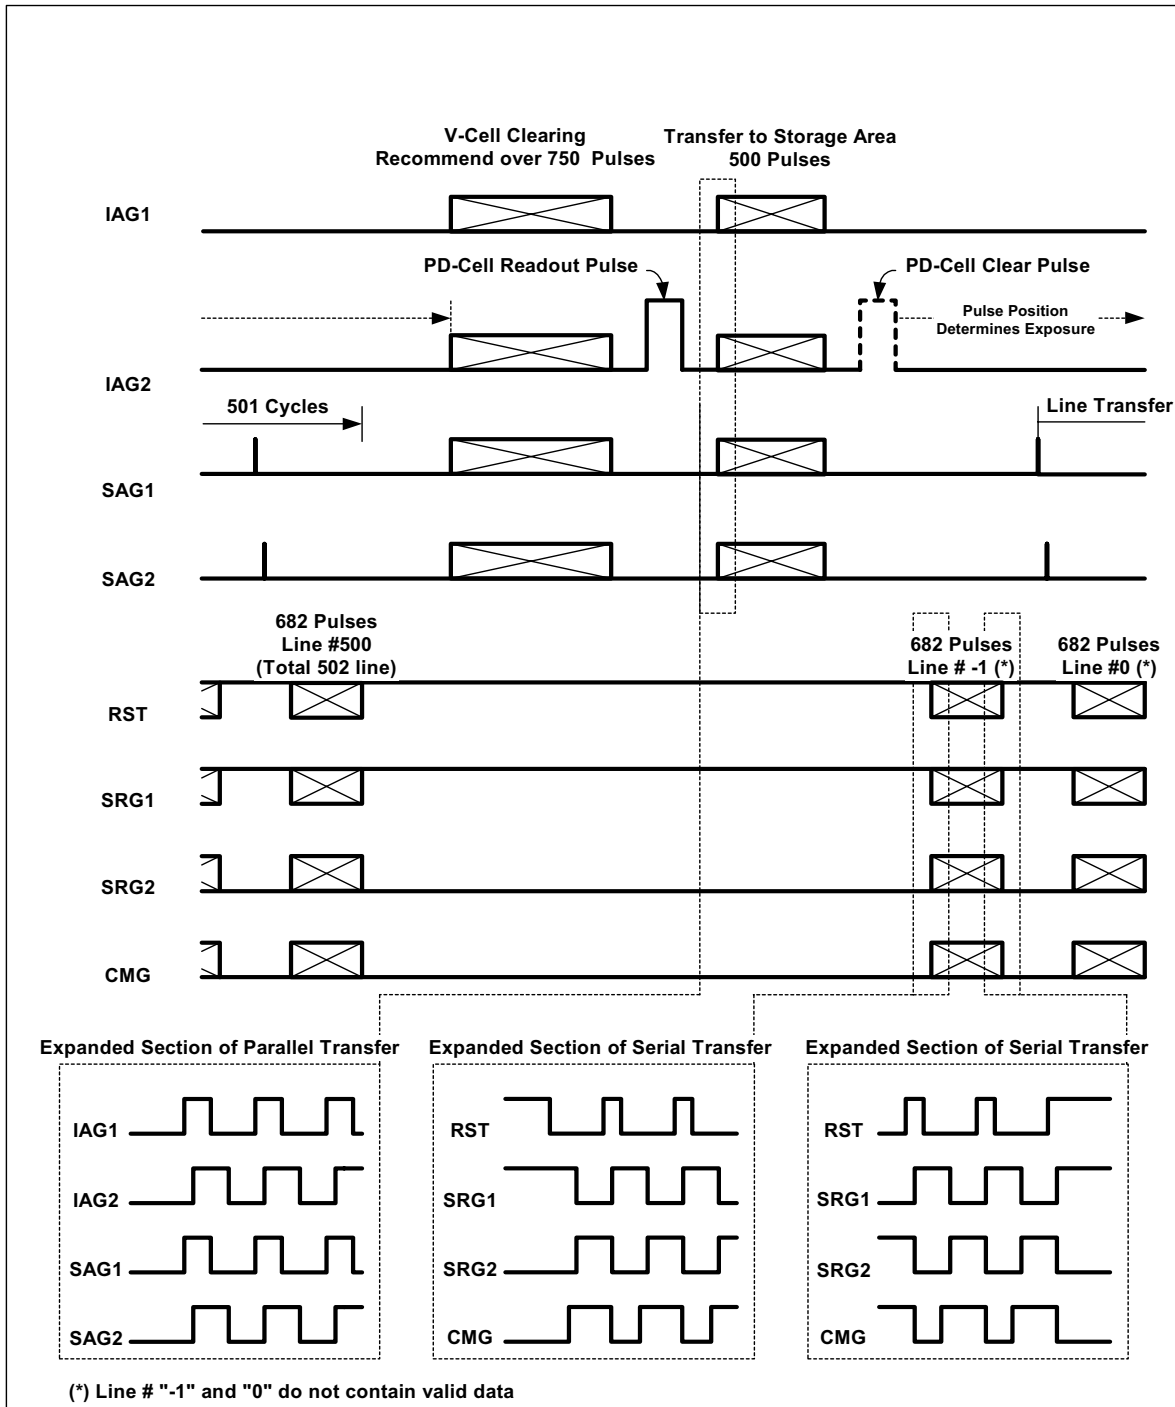 V-Cell Clearing
Recommend over 750 Pulses
Transfer to Storage Area
500 Pulses
IAG1
PD-Cell Readout Pulse
PD-Cell Clear Pulse
Pulse Position
Determines Exposure
IAG2
501 Cycles
Line Transfer
SAG1
SAG2
682 Pulses
Line #500
(Total 502 line)
682 Pulses
Line # -1 (*)
682 Pulses
Line #0 (*)
RST
SRG1
SRG2
CMG
Expanded Section of Parallel Transfer
IAG1
IAG2
SAG1
SAG2
Expanded Section of Serial Transfer
RST
SRG1
SRG2
CMG
Expanded Section of Serial Transfer
RST
SRG1
SRG2
CMG
(*) Line # "-1" and "0" do not contain valid data